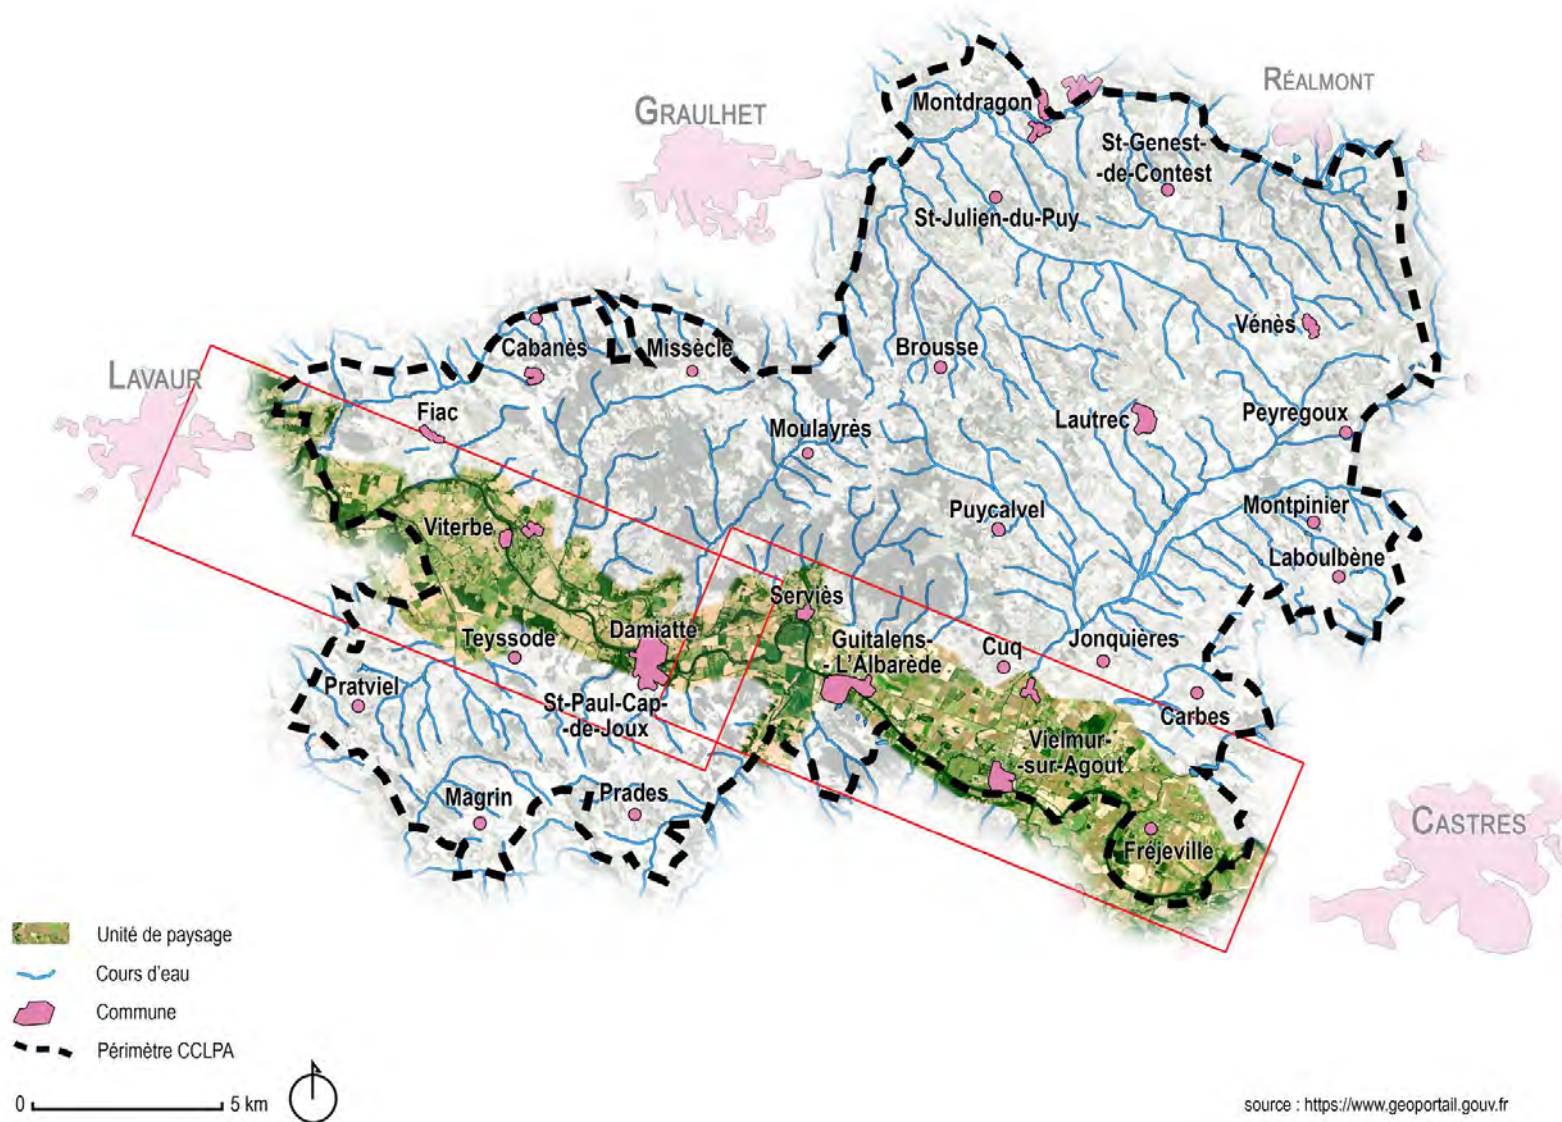 RÉALMONT
GRAULHET
Montdragon
St-Genest-
-de-Contest
St-Julien-du-Puy
Vénès
Cabanès
Missècle
Brousse
LAVAUR
Fiac
Lautrec
Peyregoux
Moulayrès
Puycalvel
Montpinier
Viterbe
Laboulbène
Serviès
Teyssode
Damiatte
Guitalens-
-L'Albarède
Cuq
Jonquières
Pratviel
St-Paul-Cap-
-de-Joux
Carbes
Vielmur-
-sur-Agout
Magrin
Prades
CASTRES
Fréjeville
Unité de paysage
Cours d'eau
Commune
Périmètre CCLPA
0 5 km
source : https://www.geoportail.gouv.fr